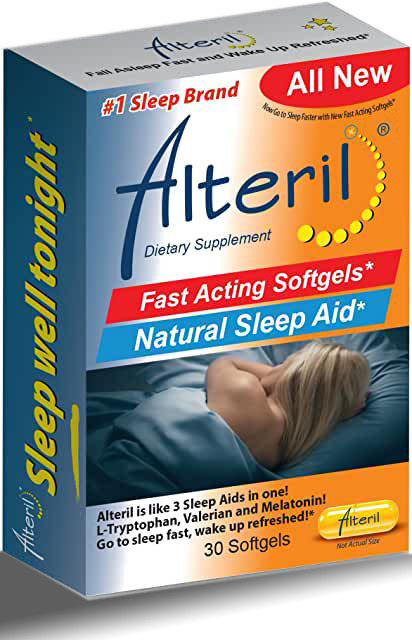 Alteril
Fall Asleep Fast and Wake Up Refreshed!*
#1 Sleep Brand
All New
Now Go to Sleep Faster with New Fast Acting Softgels*
Alteril®
Dietary Supplement
Fast Acting Softgels*
Natural Sleep Aid*
Alteril is like 3 Sleep Aids in one!
L-Tryptophan, Valerian and Melatonin!
Go to sleep fast, wake up refreshed!*
30 Softgels
Alteril
Not Actual Size
Sleep well tonight*
Alteril